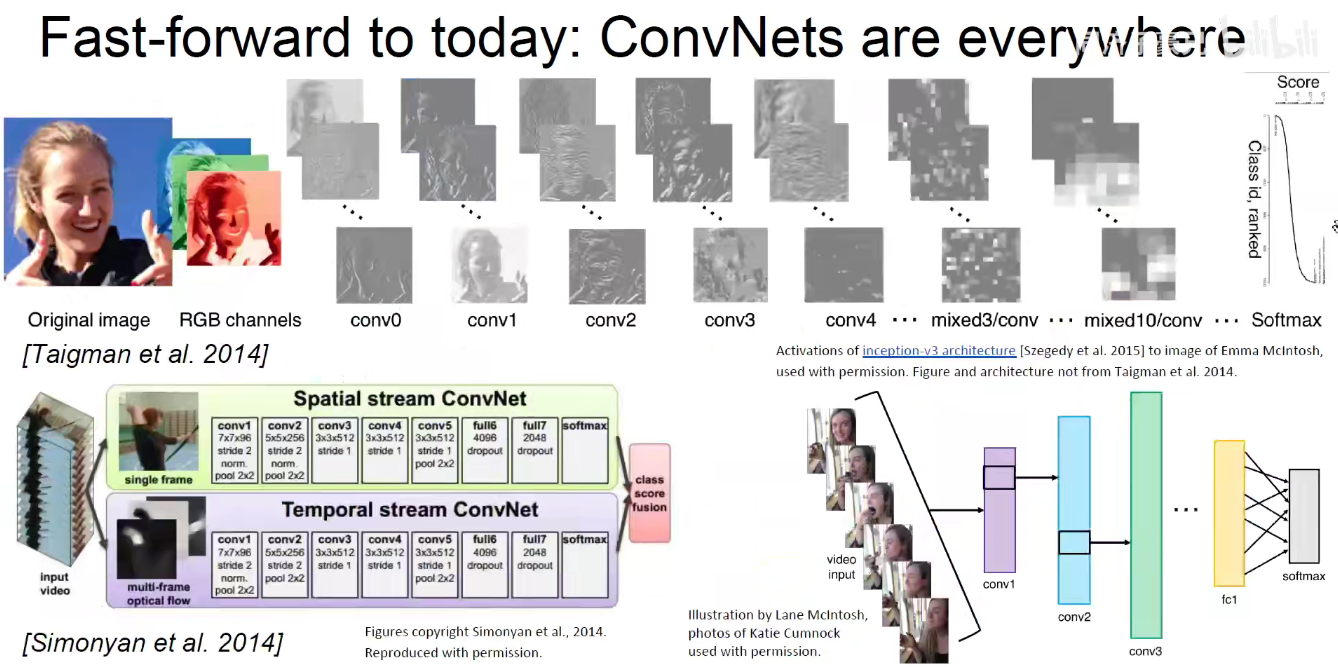 Fast-forward to today: ConvNets are everywhere
bilibili
Score
Class id, ranked
Original image
RGB channels
conv0
conv1
conv2
conv3
conv4
...
mixed3/conv
...
mixed10/conv
...
Softmax
[Taigman et al. 2014]
Activations of inception-v3 architecture [Szegedy et al. 2015] to image of Emma McIntosh,
used with permission. Figure and architecture not from Taigman et al. 2014.
Spatial stream ConvNet
single frame
conv1
7x7x96
stride 2
norm.
pool 2x2
conv2
5x5x256
stride 2
norm.
pool 2x2
conv3
3x3x512
stride 1
conv4
3x3x512
stride 1
conv5
3x3x512
stride 1
pool 2x2
full6
4096
dropout
full7
2048
dropout
softmax
Temporal stream ConvNet
multi-frame
optical flow
conv1
7x7x96
stride 2
norm.
pool 2x2
conv2
5x5x256
stride 2
pool 2x2
conv3
3x3x512
stride 1
conv4
3x3x512
stride 1
conv5
3x3x512
stride 1
pool 2x2
full6
4096
dropout
full7
2048
dropout
softmax
input
video
class
score
fusion
[Simonyan et al. 2014]
Figures copyright Simonyan et al., 2014.
Reproduced with permission.
video
input
conv1
conv2
conv3
...
fc1
softmax
Illustration by Lane McIntosh,
photos of Katie Cumnock
used with permission.